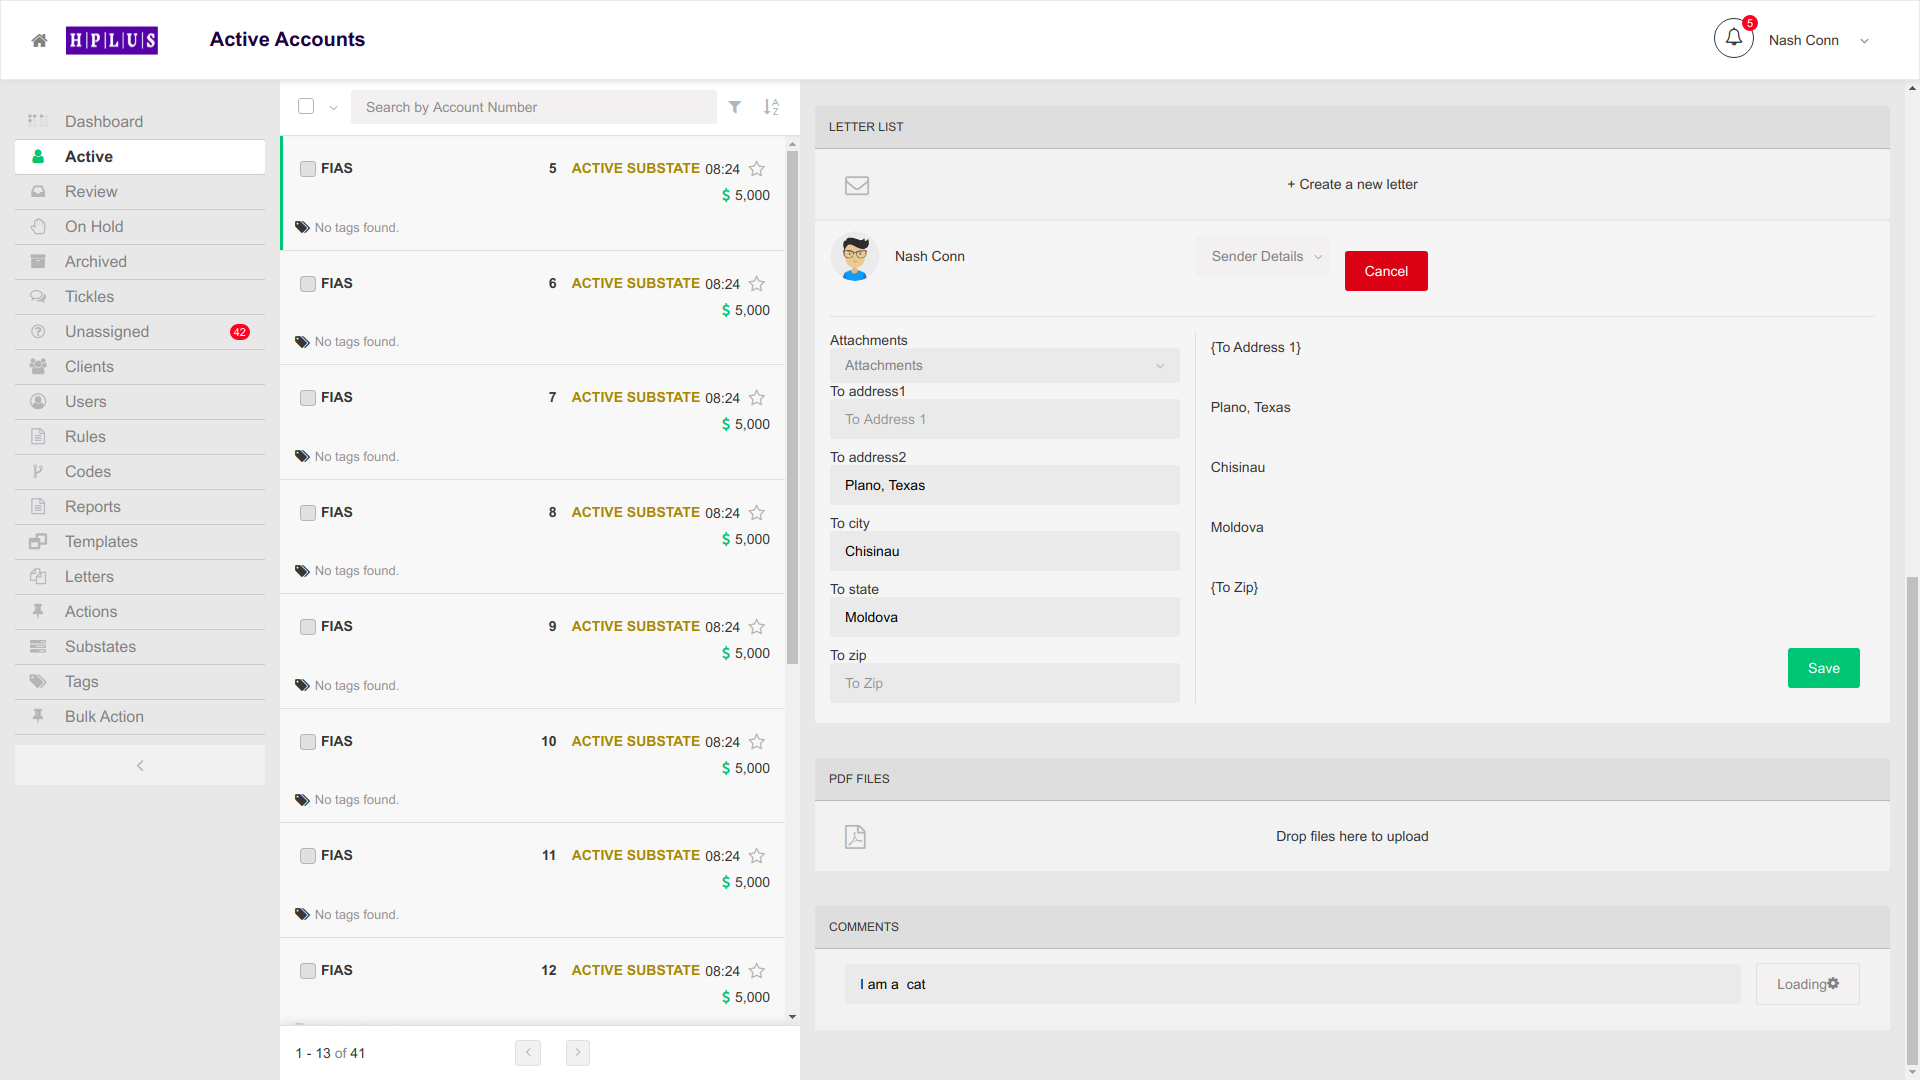 H|P|L|U|S
Active Accounts
5
Nash Conn
Dashboard
Active
Review
On Hold
Archived
Tickles
Unassigned
42
Clients
Users
Rules
Codes
Reports
Templates
Letters
Actions
Substates
Tags
Bulk Action
Search by Account Number
FIAS 5 ACTIVE SUBSTATE 08:24
$ 5,000
No tags found.
FIAS 6 ACTIVE SUBSTATE 08:24
$ 5,000
No tags found.
FIAS 7 ACTIVE SUBSTATE 08:24
$ 5,000
No tags found.
FIAS 8 ACTIVE SUBSTATE 08:24
$ 5,000
No tags found.
FIAS 9 ACTIVE SUBSTATE 08:24
$ 5,000
No tags found.
FIAS 10 ACTIVE SUBSTATE 08:24
$ 5,000
No tags found.
FIAS 11 ACTIVE SUBSTATE 08:24
$ 5,000
No tags found.
FIAS 12 ACTIVE SUBSTATE 08:24
$ 5,000
1 - 13 of 41
LETTER LIST
+ Create a new letter
Nash Conn
Sender Details
Cancel
Attachments
Attachments
To address1
To Address 1
To address2
Plano, Texas
To city
Chisinau
To state
Moldova
To zip
To Zip
{To Address 1}
Plano, Texas
Chisinau
Moldova
{To Zip}
Save
PDF FILES
Drop files here to upload
COMMENTS
I am a  cat
Loading